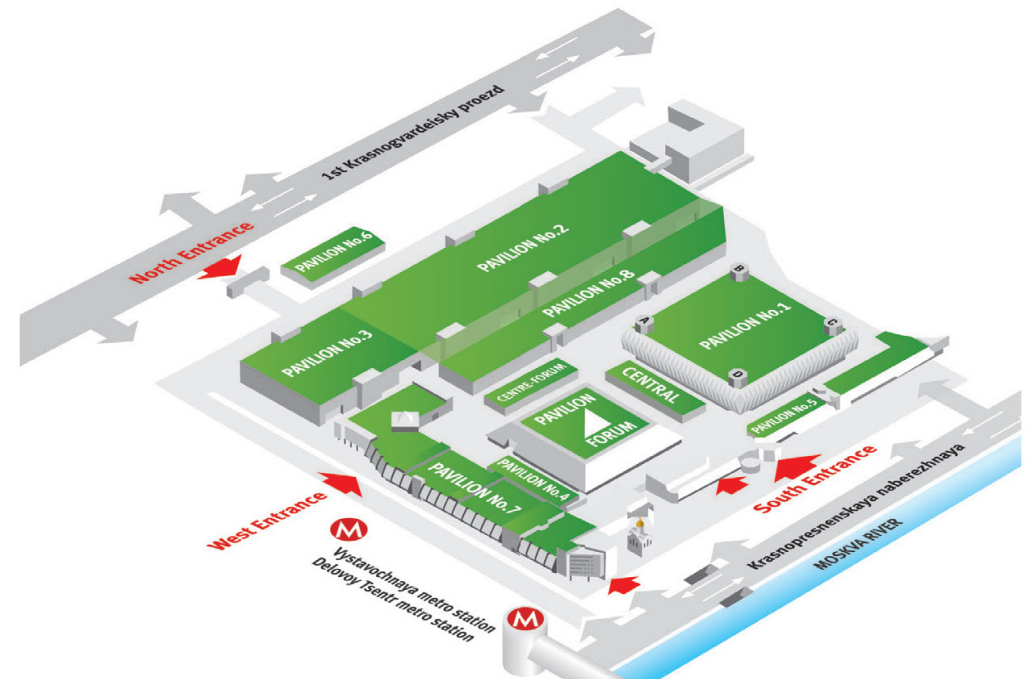 1st Krasnogvardeisky proezd
North Entrance
PAVILION No.6
PAVILION No.2
PAVILION No.8
PAVILION No.3
PAVILION No.1
A
B
C
D
CENTRE-FORUM
CENTRAL
PAVILION
FORUM
PAVILION No.5
PAVILION No.4
PAVILION No.7
West Entrance
South Entrance
Krasnopresnenskaya naberezhnaya
MOSKVA RIVER
M
Vystavochnaya metro station
Delovoy Tsentr metro station
M